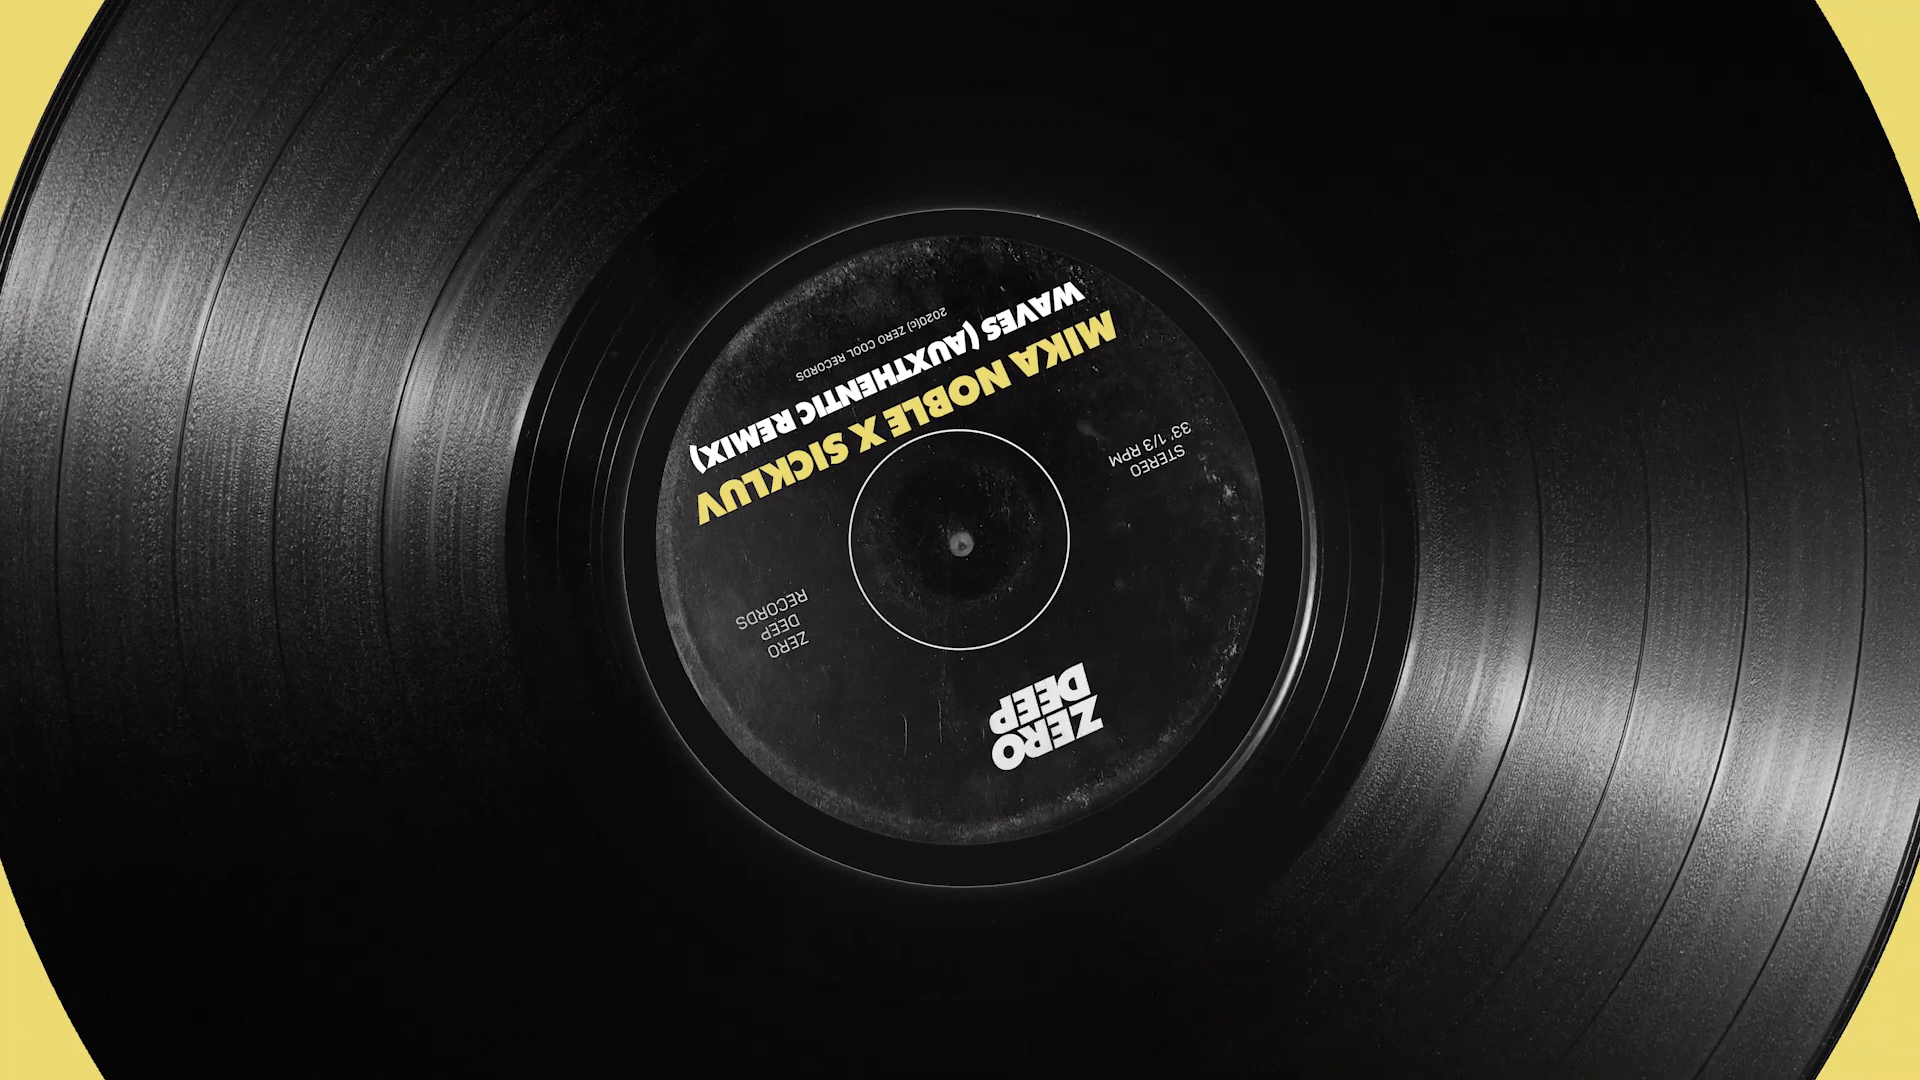 ZERO
DEEP
ZERO
DEEP
RECORDS
STEREO
33' 1/3 RPM
MIKA NOBLE X SICKLUV
WAVES (AUXTHENTIC REMIX)
2020(c) ZERO COOL RECORDS